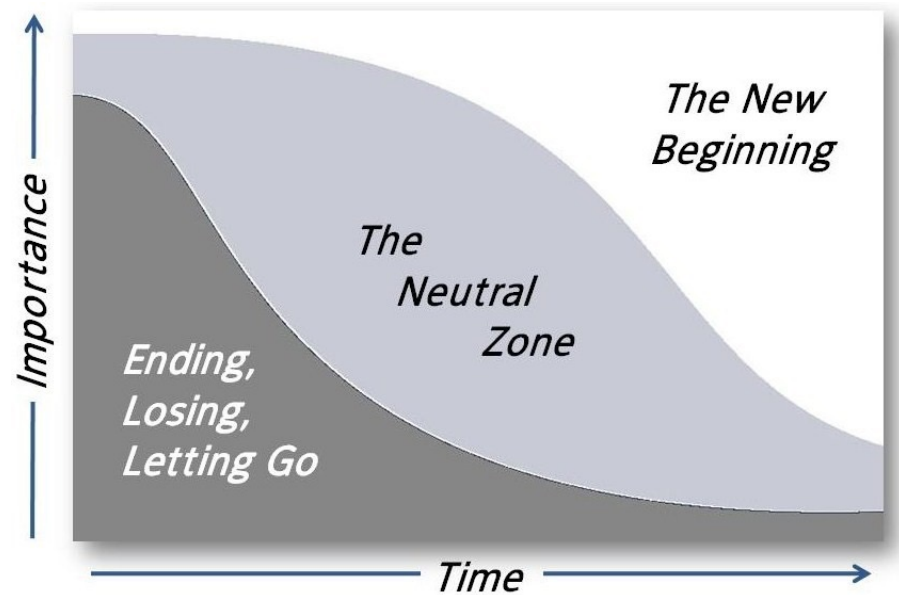 Importance
The New
Beginning
The
Neutral
Zone
Ending,
Losing,
Letting Go
Time